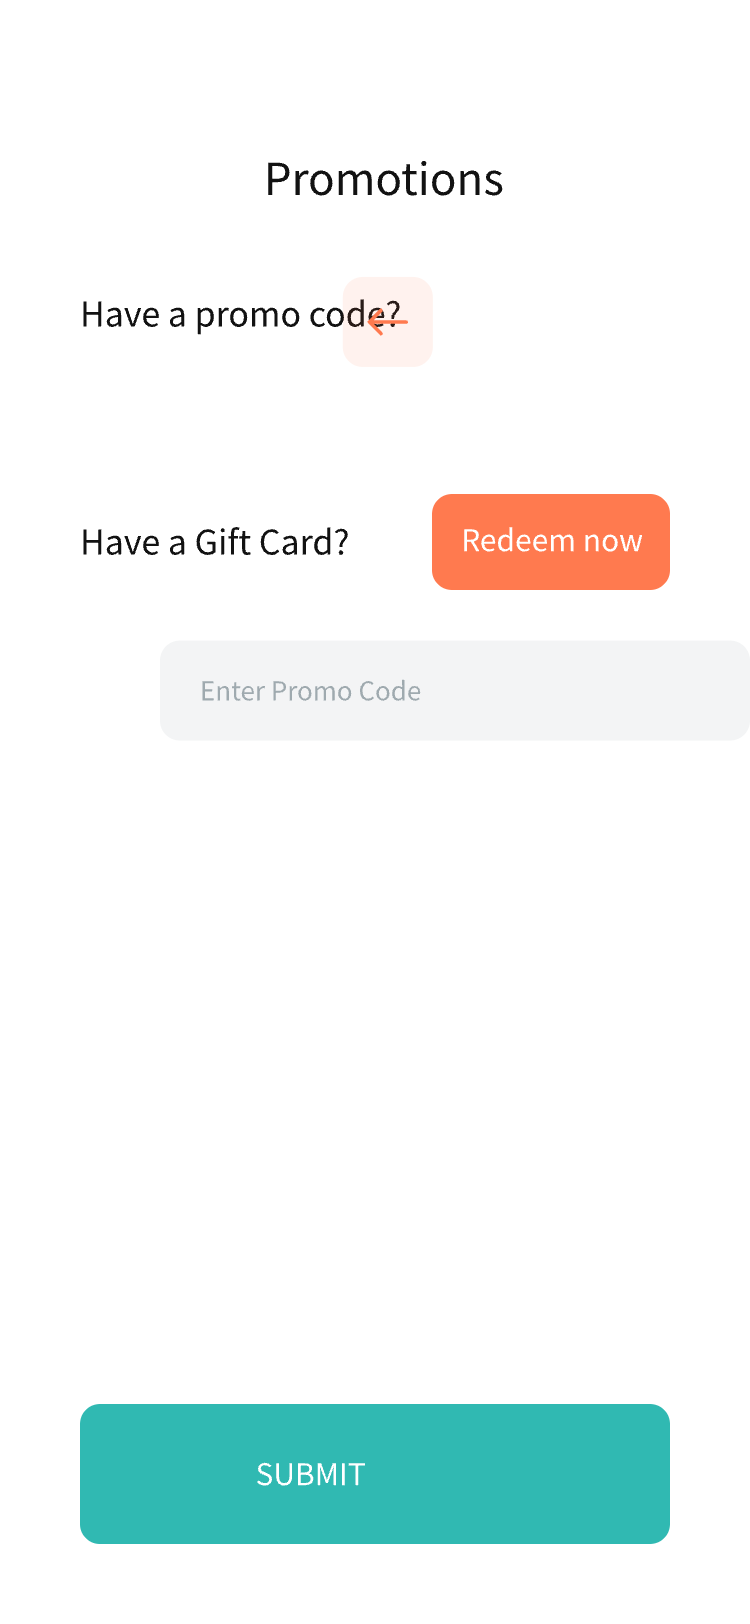 Promotions
Have a promo code?
Have a Gift Card?
Redeem now
Enter Promo Code
SUBMIT